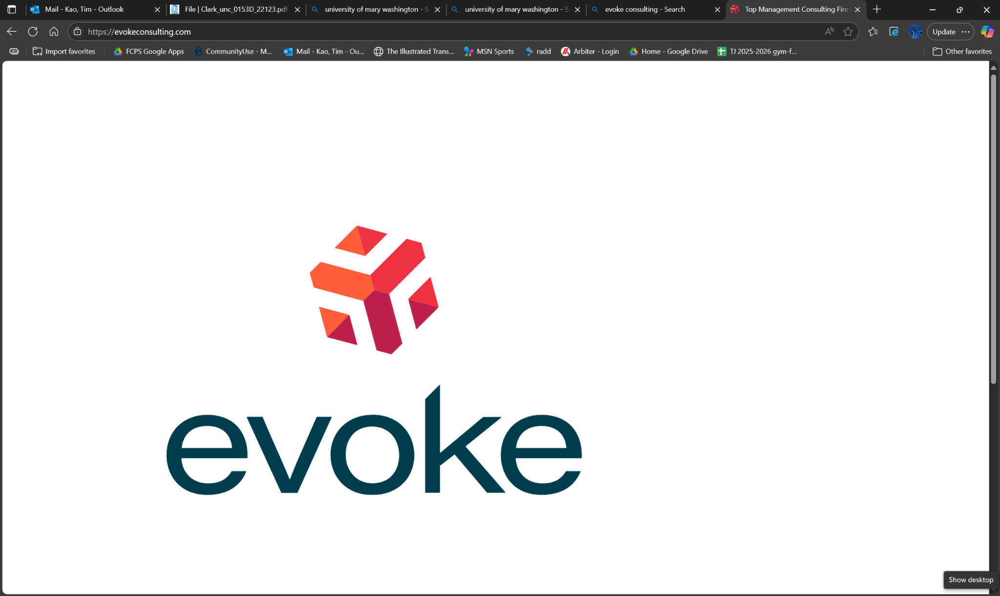 Mail - Kao, Tim - Outlook
File | Clark_unc_0153D_22123.pdf
university of mary washington - S
university of mary washington - S
evoke consulting - Search
Top Management Consulting Firm
https://evokeconsulting.com
Update
Import favorites
FCPS Google Apps
CommunityUse - M...
Mail - Kao, Tim - Ou...
The Illustrated Trans...
MSN Sports
radd
Arbiter - Login
Home - Google Drive
TJ 2025-2026 gym-f...
Other favorites
evoke
Show desktop